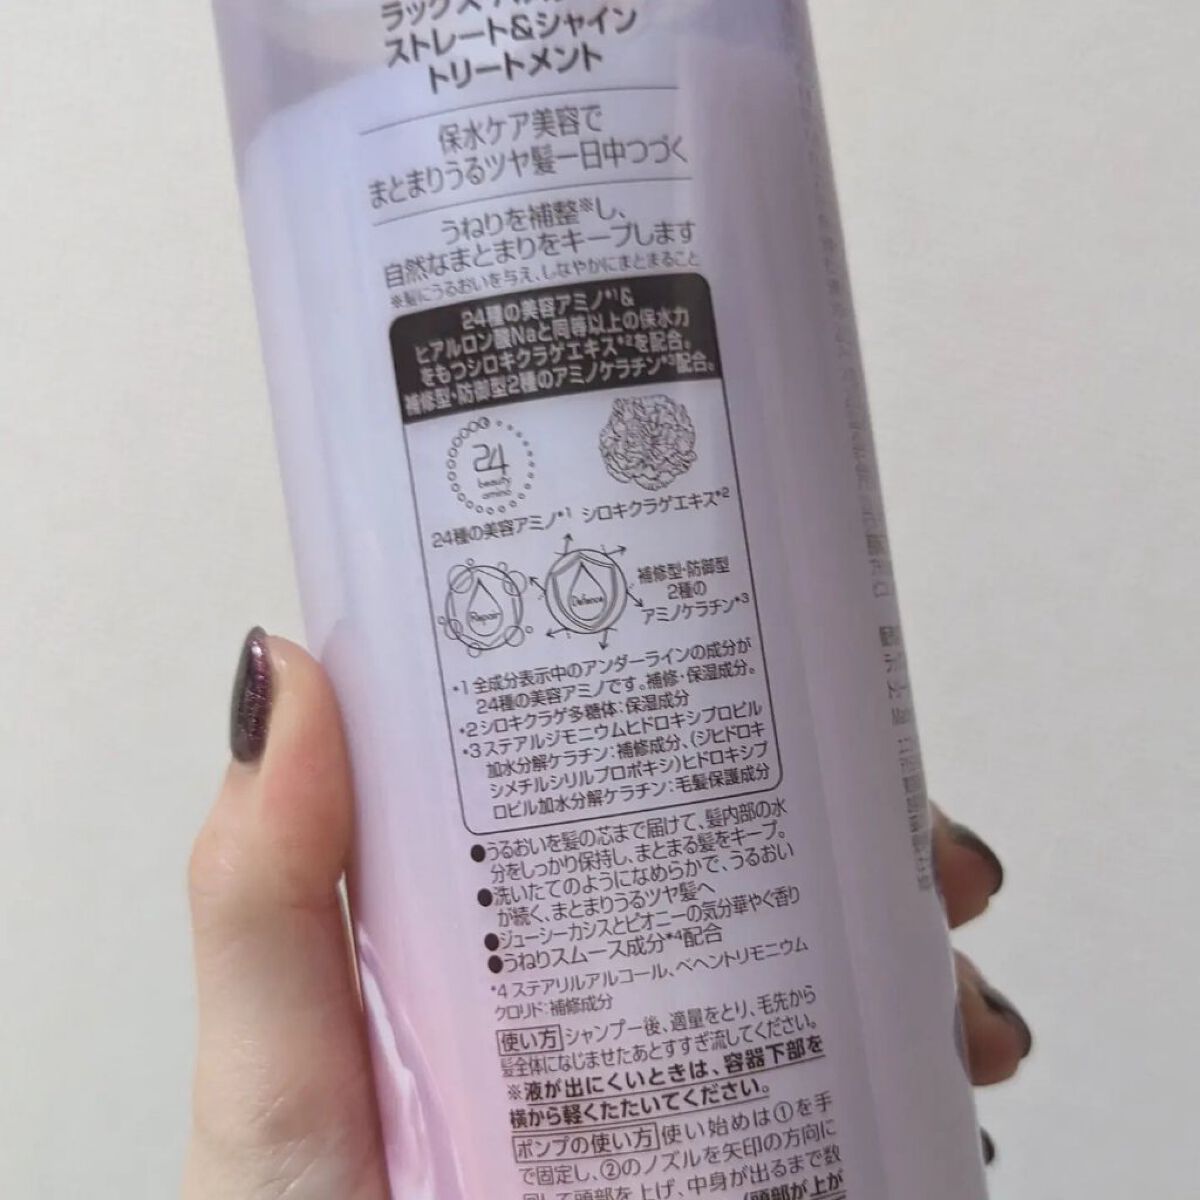 ストレート&シャイン
トリートメント
保水ケア美容で
まとまりうるツヤ髪一日中つづく
うねりを補整※し、
自然なまとまりをキープします
※髪にうるおいを与え、しなやかにまとまること
24種の美容アミノ*1&
ヒアルロン酸Naと同等以上の保水力
をもつシロキクラゲエキス*2を配合。
補修型・防御型2種のアミノケラチン*3配合。
24
beauty
amino
24種の美容アミノ*1 シロキクラゲエキス*2
Repair
Defence
補修型・防御型
2種の
アミノケラチン*3
*1 全成分表示中のアンダーラインの成分が
24種の美容アミノです。補修・保湿成分。
*2 シロキクラゲ多糖体：保湿成分
*3 ステアルジモニウムヒドロキシプロピル
加水分解ケラチン：補修成分、(ジヒドロキ
シメチルシリルプロポキシ)ヒドロキシプ
ロピル加水分解ケラチン：毛髪保護成分
●うるおいを髪の芯まで届けて、髪内部の水
分をしっかり保持し、まとまる髪をキープ。
●洗いたてのようになめらかで、うるおい
が続く、まとまりうるツヤ髪へ
●ジューシーカシスとピオニーの気分華やぐ香り
●うねりスムース成分*4配合
*4 ステアリルアルコール、ベヘントリモニウム
クロリド：補修成分
使い方 シャンプー後、適量をとり、毛先から
髪全体になじませたあとすすぎ流してください。
※液が出にくいときは、容器下部を
横から軽くたたいてください。
ポンプの使い方 使い始めは①を手
で固定し、②のノズルを矢印の方向に
回して頭部を上げ、中身が出るまで数
(頭部が上が